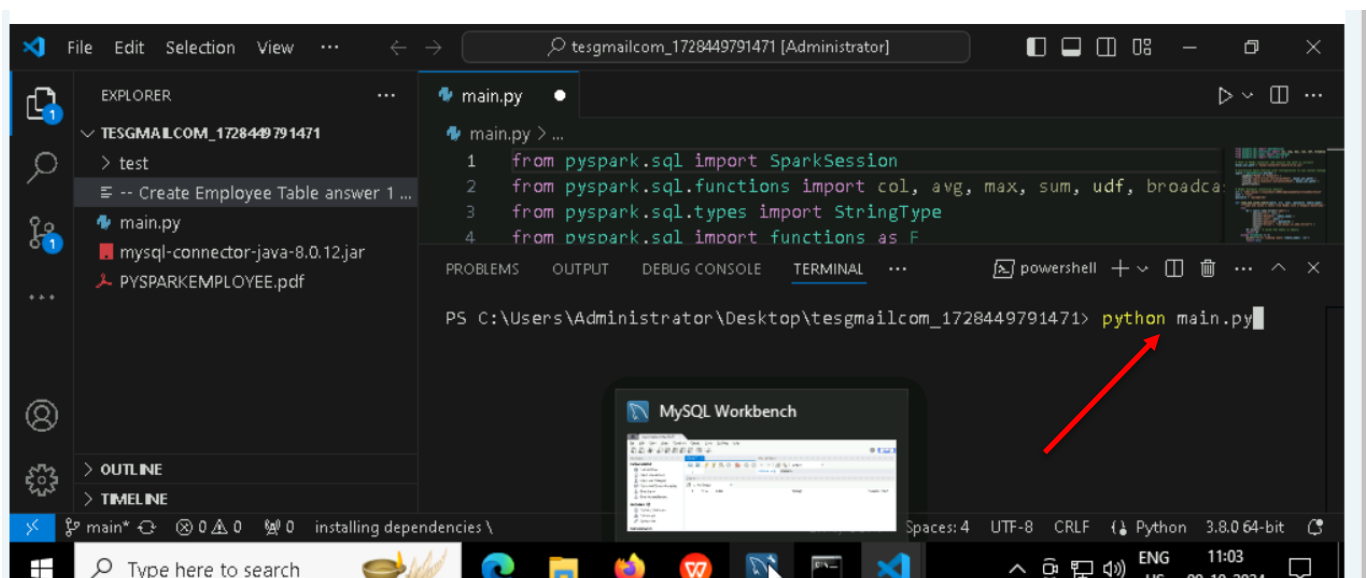 File Edit Selection View ··· tesgmailcom_1728449791471 [Administrator]
EXPLORER ···
TESGMAILCOM_1728449791471
test
-- Create Employee Table answer 1 ...
main.py
mysql-connector-java-8.0.12.jar
PYSPARKEMPLOYEE.pdf
OUTLINE
TIMELINE
main.py
main.py > ...
1 from pyspark.sql import SparkSession
2 from pyspark.sql.functions import col, avg, max, sum, udf, broadca
3 from pyspark.sql.types import StringType
4 from pyspark.sql import functions as F
PROBLEMS OUTPUT DEBUG CONSOLE TERMINAL ··· powershell
PS C:\Users\Administrator\Desktop\tesgmailcom_1728449791471> python main.py
MySQL Workbench
main* 0 0 0 installing dependencies \ Spaces: 4 UTF-8 CRLF Python 3.8.0 64-bit
Type here to search ENG 11:03
US 09-10-2024